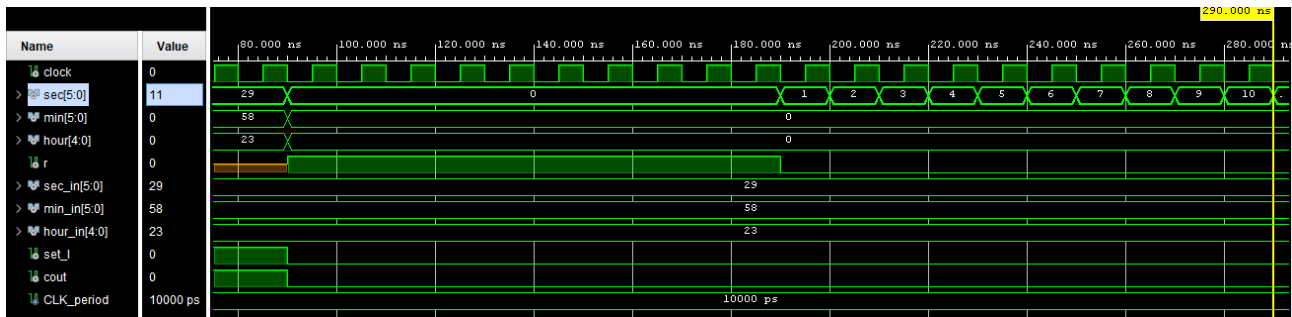 290.000 ns
Name Value 80.000 ns 100.000 ns 120.000 ns 140.000 ns 160.000 ns 180.000 ns 200.000 ns 220.000 ns 240.000 ns 260.000 ns 280.000 ns
clock 0
sec[5:0] 11 29 0 1 2 3 4 5 6 7 8 9 10 .
min[5:0] 0 58 0
hour[4:0] 0 23 0
r 0
sec_in[5:0] 29 29
min_in[5:0] 58 58
hour_in[4:0] 23 23
set_l 0
cout 0
CLK_period 10000 ps 10000 ps